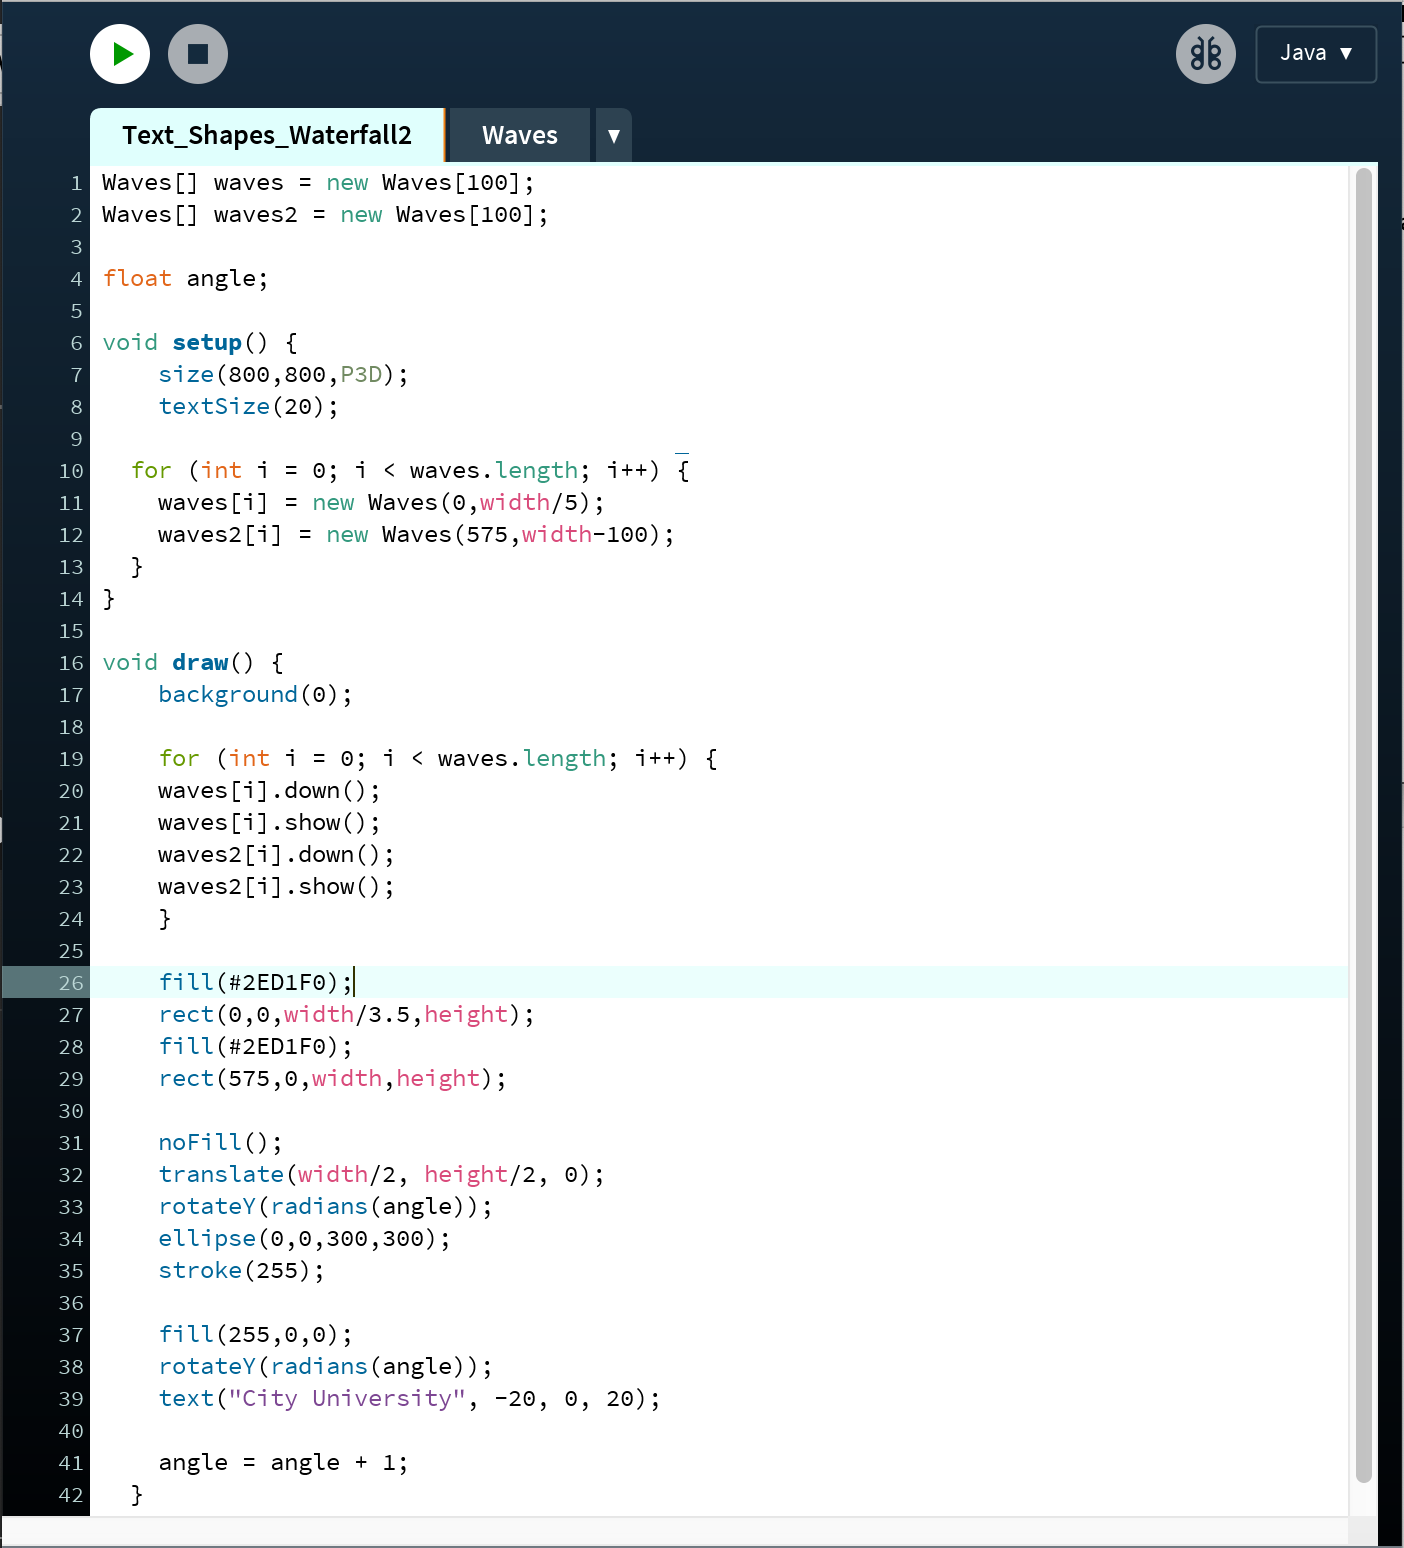 Java ▼
Text_Shapes_Waterfall2 Waves ▼
1 Waves[] waves = new Waves[100];
2 Waves[] waves2 = new Waves[100];
3
4 float angle;
5
6 void setup() {
7     size(800,800,P3D);
8     textSize(20);
9
10   for (int i = 0; i < waves.length; i++) {
11     waves[i] = new Waves(0,width/5);
12     waves2[i] = new Waves(575,width-100);
13   }
14 }
15
16 void draw() {
17     background(0);
18
19     for (int i = 0; i < waves.length; i++) {
20     waves[i].down();
21     waves[i].show();
22     waves2[i].down();
23     waves2[i].show();
24     }
25
26     fill(#2ED1F0);
27     rect(0,0,width/3.5,height);
28     fill(#2ED1F0);
29     rect(575,0,width,height);
30
31     noFill();
32     translate(width/2, height/2, 0);
33     rotateY(radians(angle));
34     ellipse(0,0,300,300);
35     stroke(255);
36
37     fill(255,0,0);
38     rotateY(radians(angle));
39     text("City University", -20, 0, 20);
40
41     angle = angle + 1;
42   }